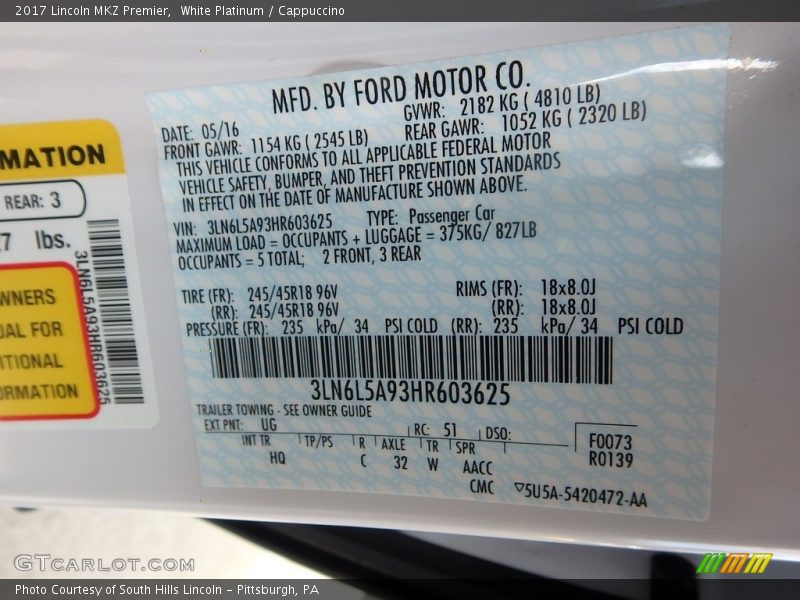 2017 Lincoln MKZ Premier,  White Platinum / Cappuccino
MFD. BY FORD MOTOR CO.
DATE: 05/16 GVWR: 2182 KG ( 4810 LB)
FRONT GAWR: 1154 KG ( 2545 LB) REAR GAWR: 1052 KG ( 2320 LB)
THIS VEHICLE CONFORMS TO ALL APPLICABLE FEDERAL MOTOR
VEHICLE SAFETY, BUMPER, AND THEFT PREVENTION STANDARDS
IN EFFECT ON THE DATE OF MANUFACTURE SHOWN ABOVE.
VIN: 3LN6L5A93HR603625 TYPE: Passenger Car
MAXIMUM LOAD = OCCUPANTS + LUGGAGE = 375KG/ 827LB
OCCUPANTS = 5 TOTAL; 2 FRONT, 3 REAR
TIRE (FR): 245/45R18 96V RIMS (FR): 18x8.0J
(RR): 245/45R18 96V (RR): 18x8.0J
PRESSURE (FR): 235 kPa/ 34 PSI COLD (RR): 235 kPa/ 34 PSI COLD
3LN6L5A93HR603625
TRAILER TOWING - SEE OWNER GUIDE
EXT PNT: UG RC: 51 DSO: F0073
INT TR TP/PS R AXLE TR SPR R0139
HQ C 32 W AACC
CMC ▽5U5A-5420472-AA
MATION
REAR: 3
7 lbs.
3LN6L5A93HR603625
WNERS
UAL FOR
ITIONAL
ORMATION
GTCARLOT.COM
Photo Courtesy of South Hills Lincoln - Pittsburgh, PA